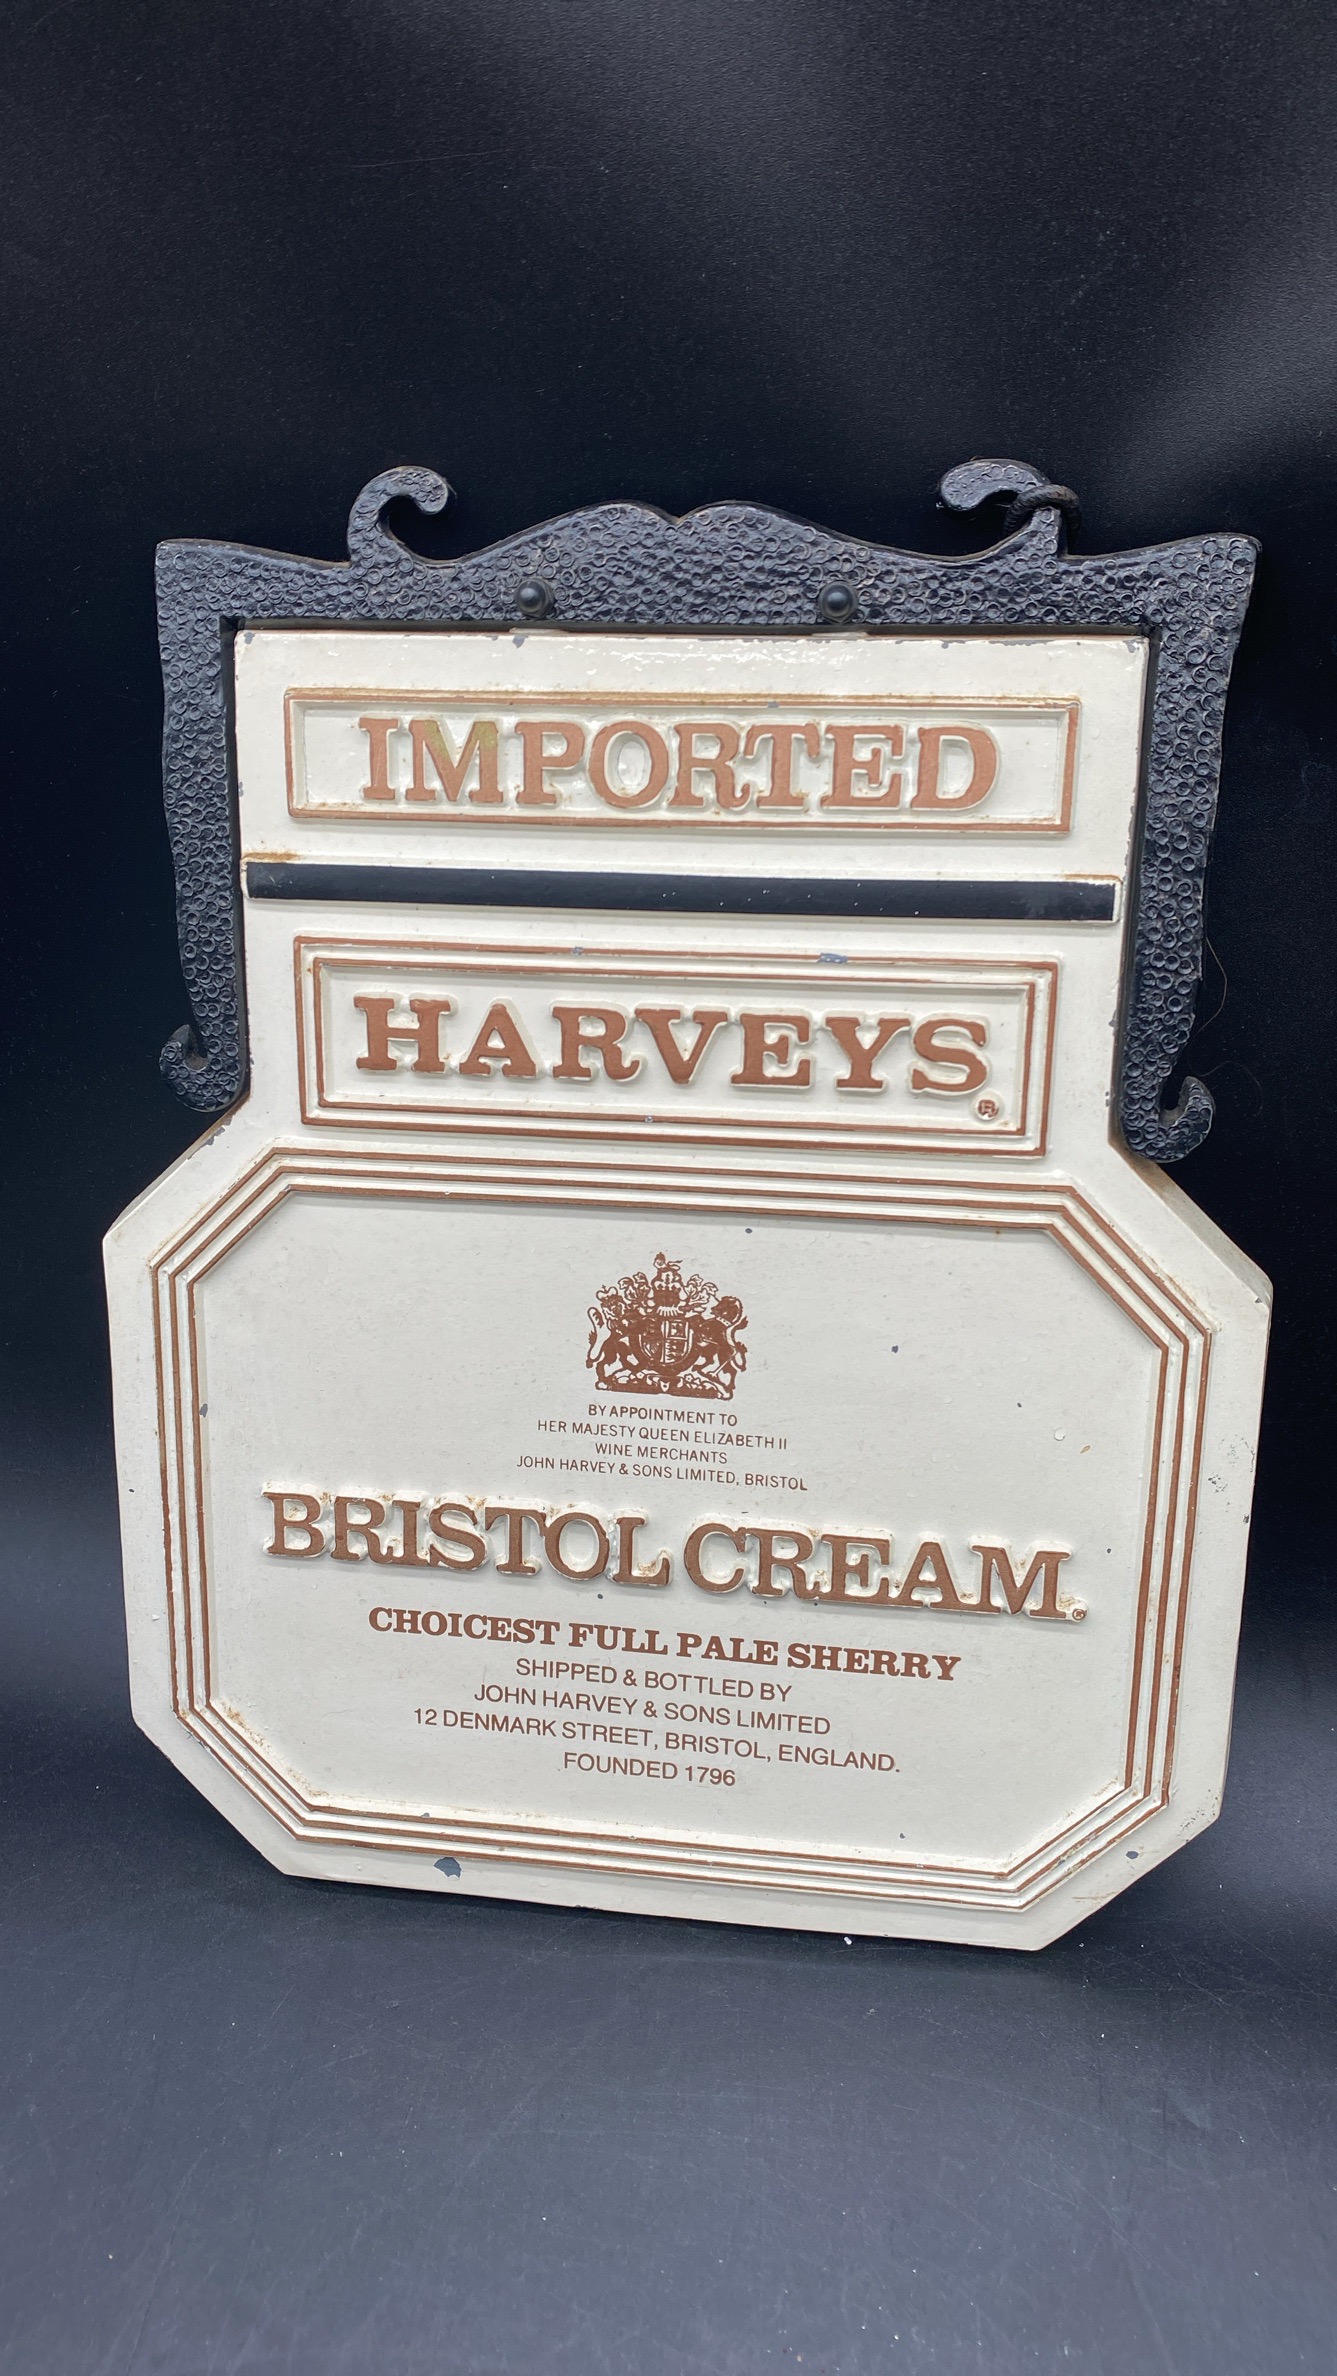 IMPORTED
HARVEYS®
BY APPOINTMENT TO
HER MAJESTY QUEEN ELIZABETH II
WINE MERCHANTS
JOHN HARVEY & SONS LIMITED, BRISTOL
BRISTOL CREAM®
CHOICEST FULL PALE SHERRY
SHIPPED & BOTTLED BY
JOHN HARVEY & SONS LIMITED
12 DENMARK STREET, BRISTOL, ENGLAND.
FOUNDED 1796